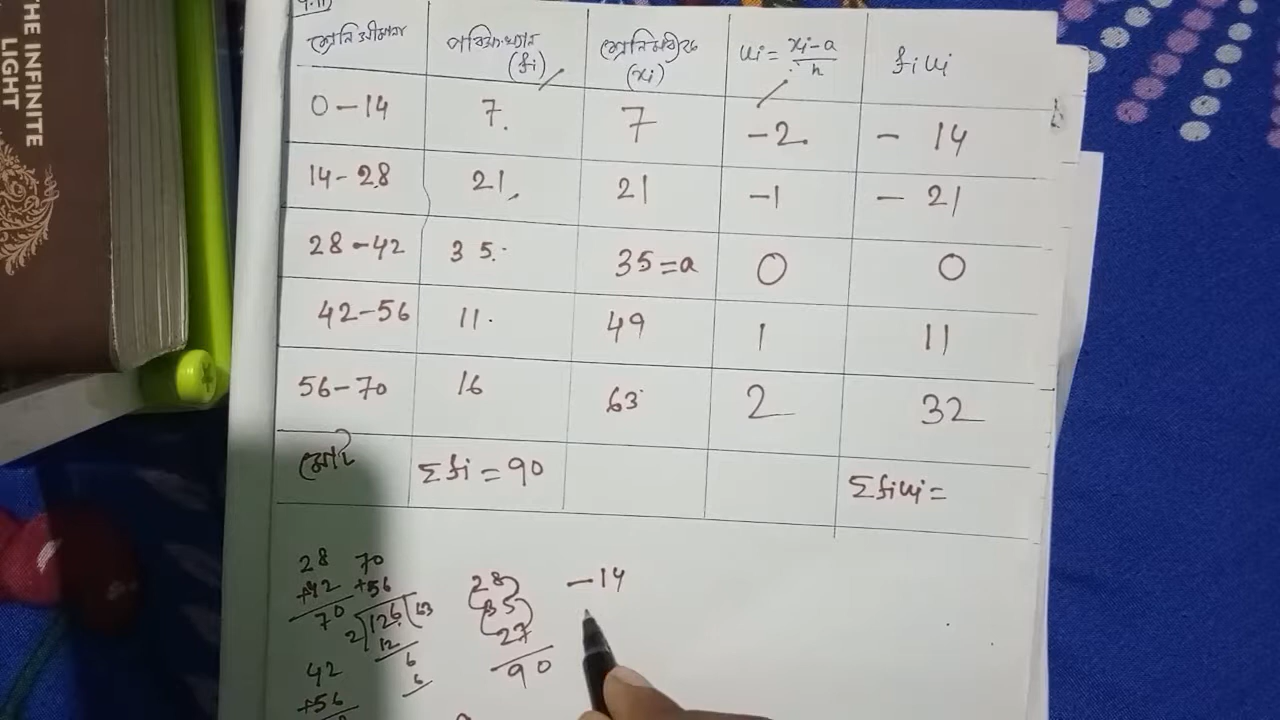 THE INFINITE
LIGHT
(fi) (xi) ui = xi-a/h fiui
0-14 7. 7 -2 - 14
14-28 21 21 -1 - 21
28-42 35. 35=a 0 0
42-56 11. 49 1 11
56-70 16 63 2 32
Σfi = 90 Σfiui =
28 70 28 -14
+42 +56 35
70 2)126(63 27
12 90
6
6
42
+56